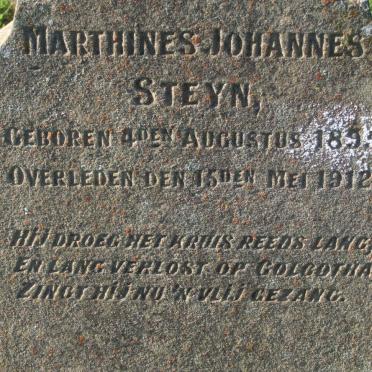 MARTHINES JOHANNES
STEYN,
GEBOREN 4DEN AUGUSTUS
OVERLEDEN DEN 15DEN MEI 1912
HIJ DROEG HET KRUIS REEDS LANG,
EN LANG VERLOST OP GOLGOTHA
ZINGT HIJ NU 'N VLIJ GEZANG.